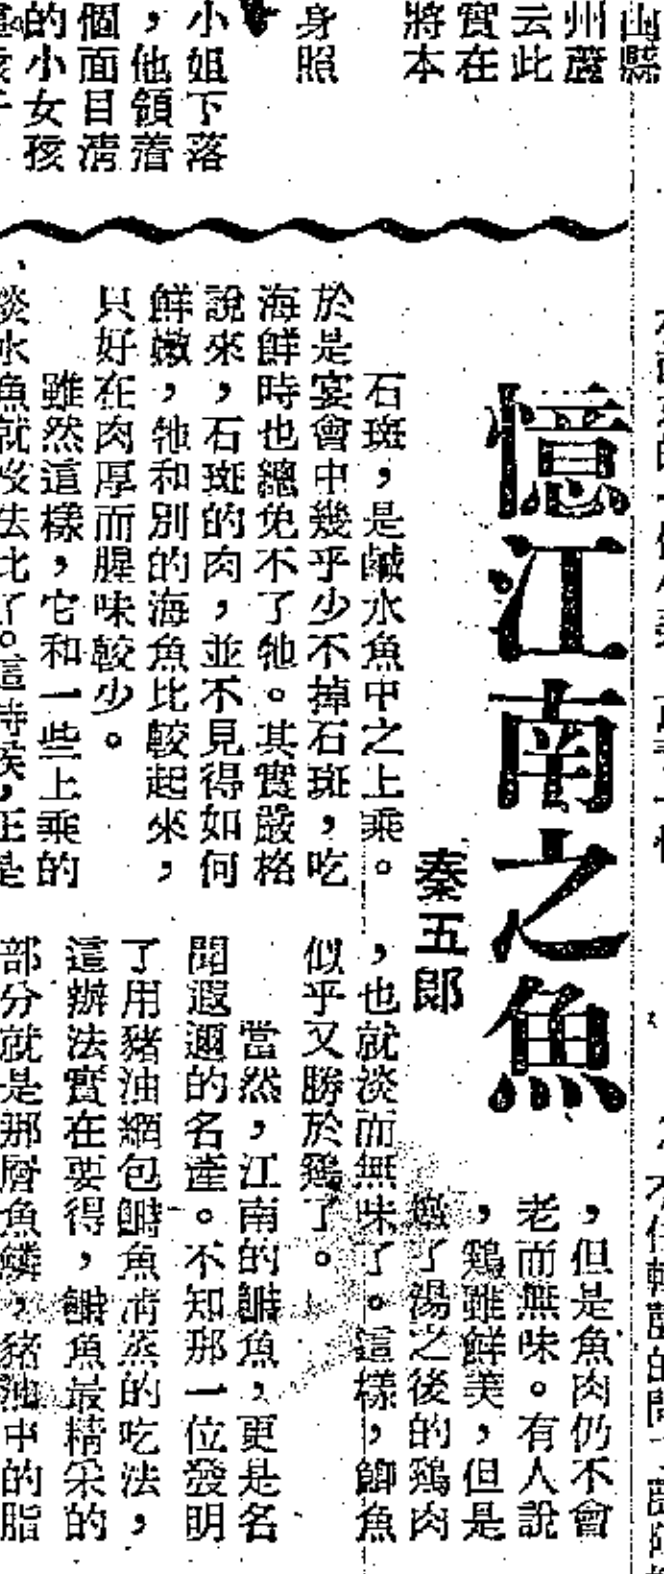 山縣
州蔗
云此
實在
將本
身照
小姐下落
，他領着
個面目清
的小女孩
憶江南之魚
秦五郎
石斑，是鹹水魚中之上乘。
於是宴會中幾乎少不掉石斑，吃
海鮮時也總免不了牠。其實嚴格
說來，石斑的肉，並不見得如何
鮮嫩，牠和別的海魚比較起來，
只好在肉厚而腥味較少。
雖然這樣，它和一些上乘的
淡水魚就沒法比了。這時候，正是
，但是魚肉仍不會
老而無味。有人說
，鷄雖鮮美，但是
了湯之後的鷄肉
，也就淡而無味了。這樣，鰣魚
似乎又勝於鷄了。
當然，江南的鰣魚，更是名
聞遐邇的名產。不知那一位發明
了用豬油網包鰣魚清蒸的吃法，
這辦法實在要得，鰣魚最精采的
部分就是那層魚鱗，豬油中的脂